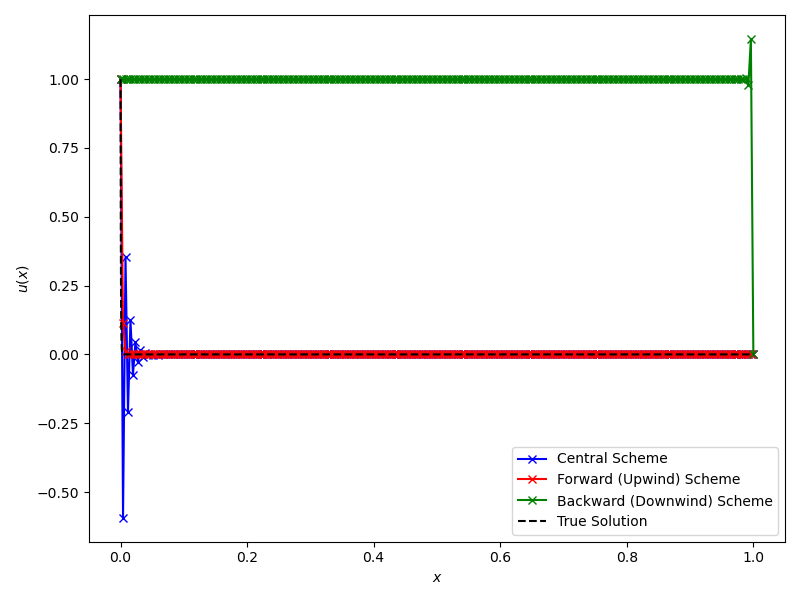 1.00
0.75
0.50
0.25
0.00
−0.25
−0.50
u(x)
0.0
0.2
0.4
0.6
0.8
1.0
x
Central Scheme
Forward (Upwind) Scheme
Backward (Downwind) Scheme
True Solution